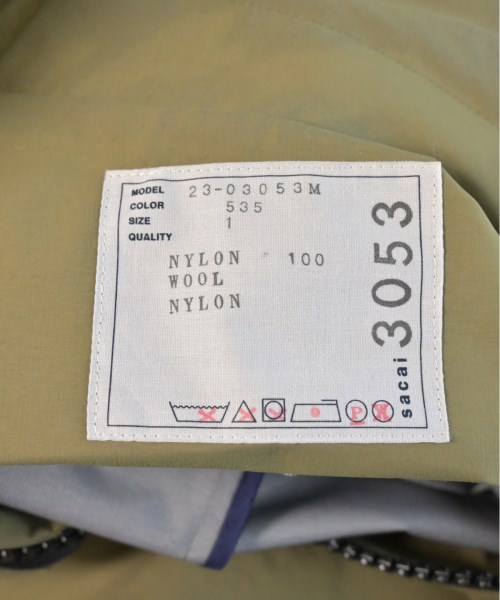 MODEL 23-03053M
COLOR 535
SIZE 1
QUALITY
NYLON 100
WOOL
NYLON
P W
sacai 3053